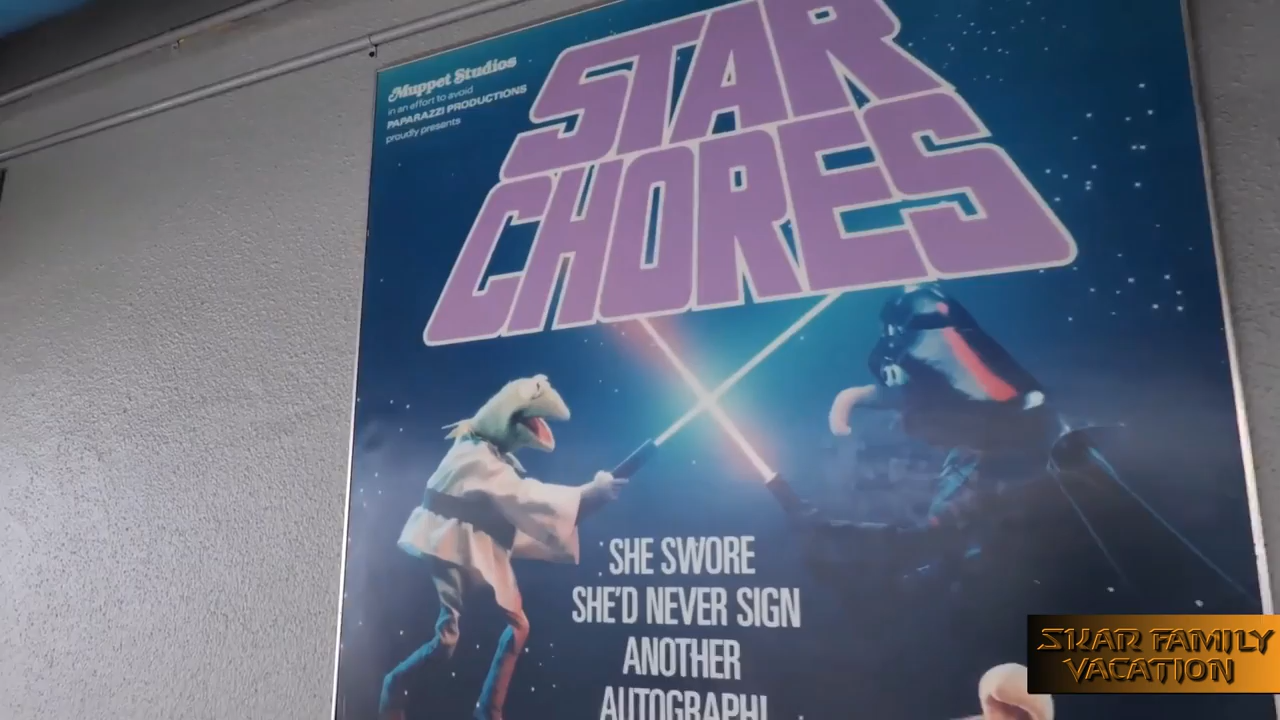 Muppet Studios
in an effort to avoid
PAPARAZZI PRODUCTIONS
proudly presents
STAR
CHORES
SHE SWORE
SHE'D NEVER SIGN
ANOTHER
AUTOGRAPH!
SKAR FAMILY
VACATION